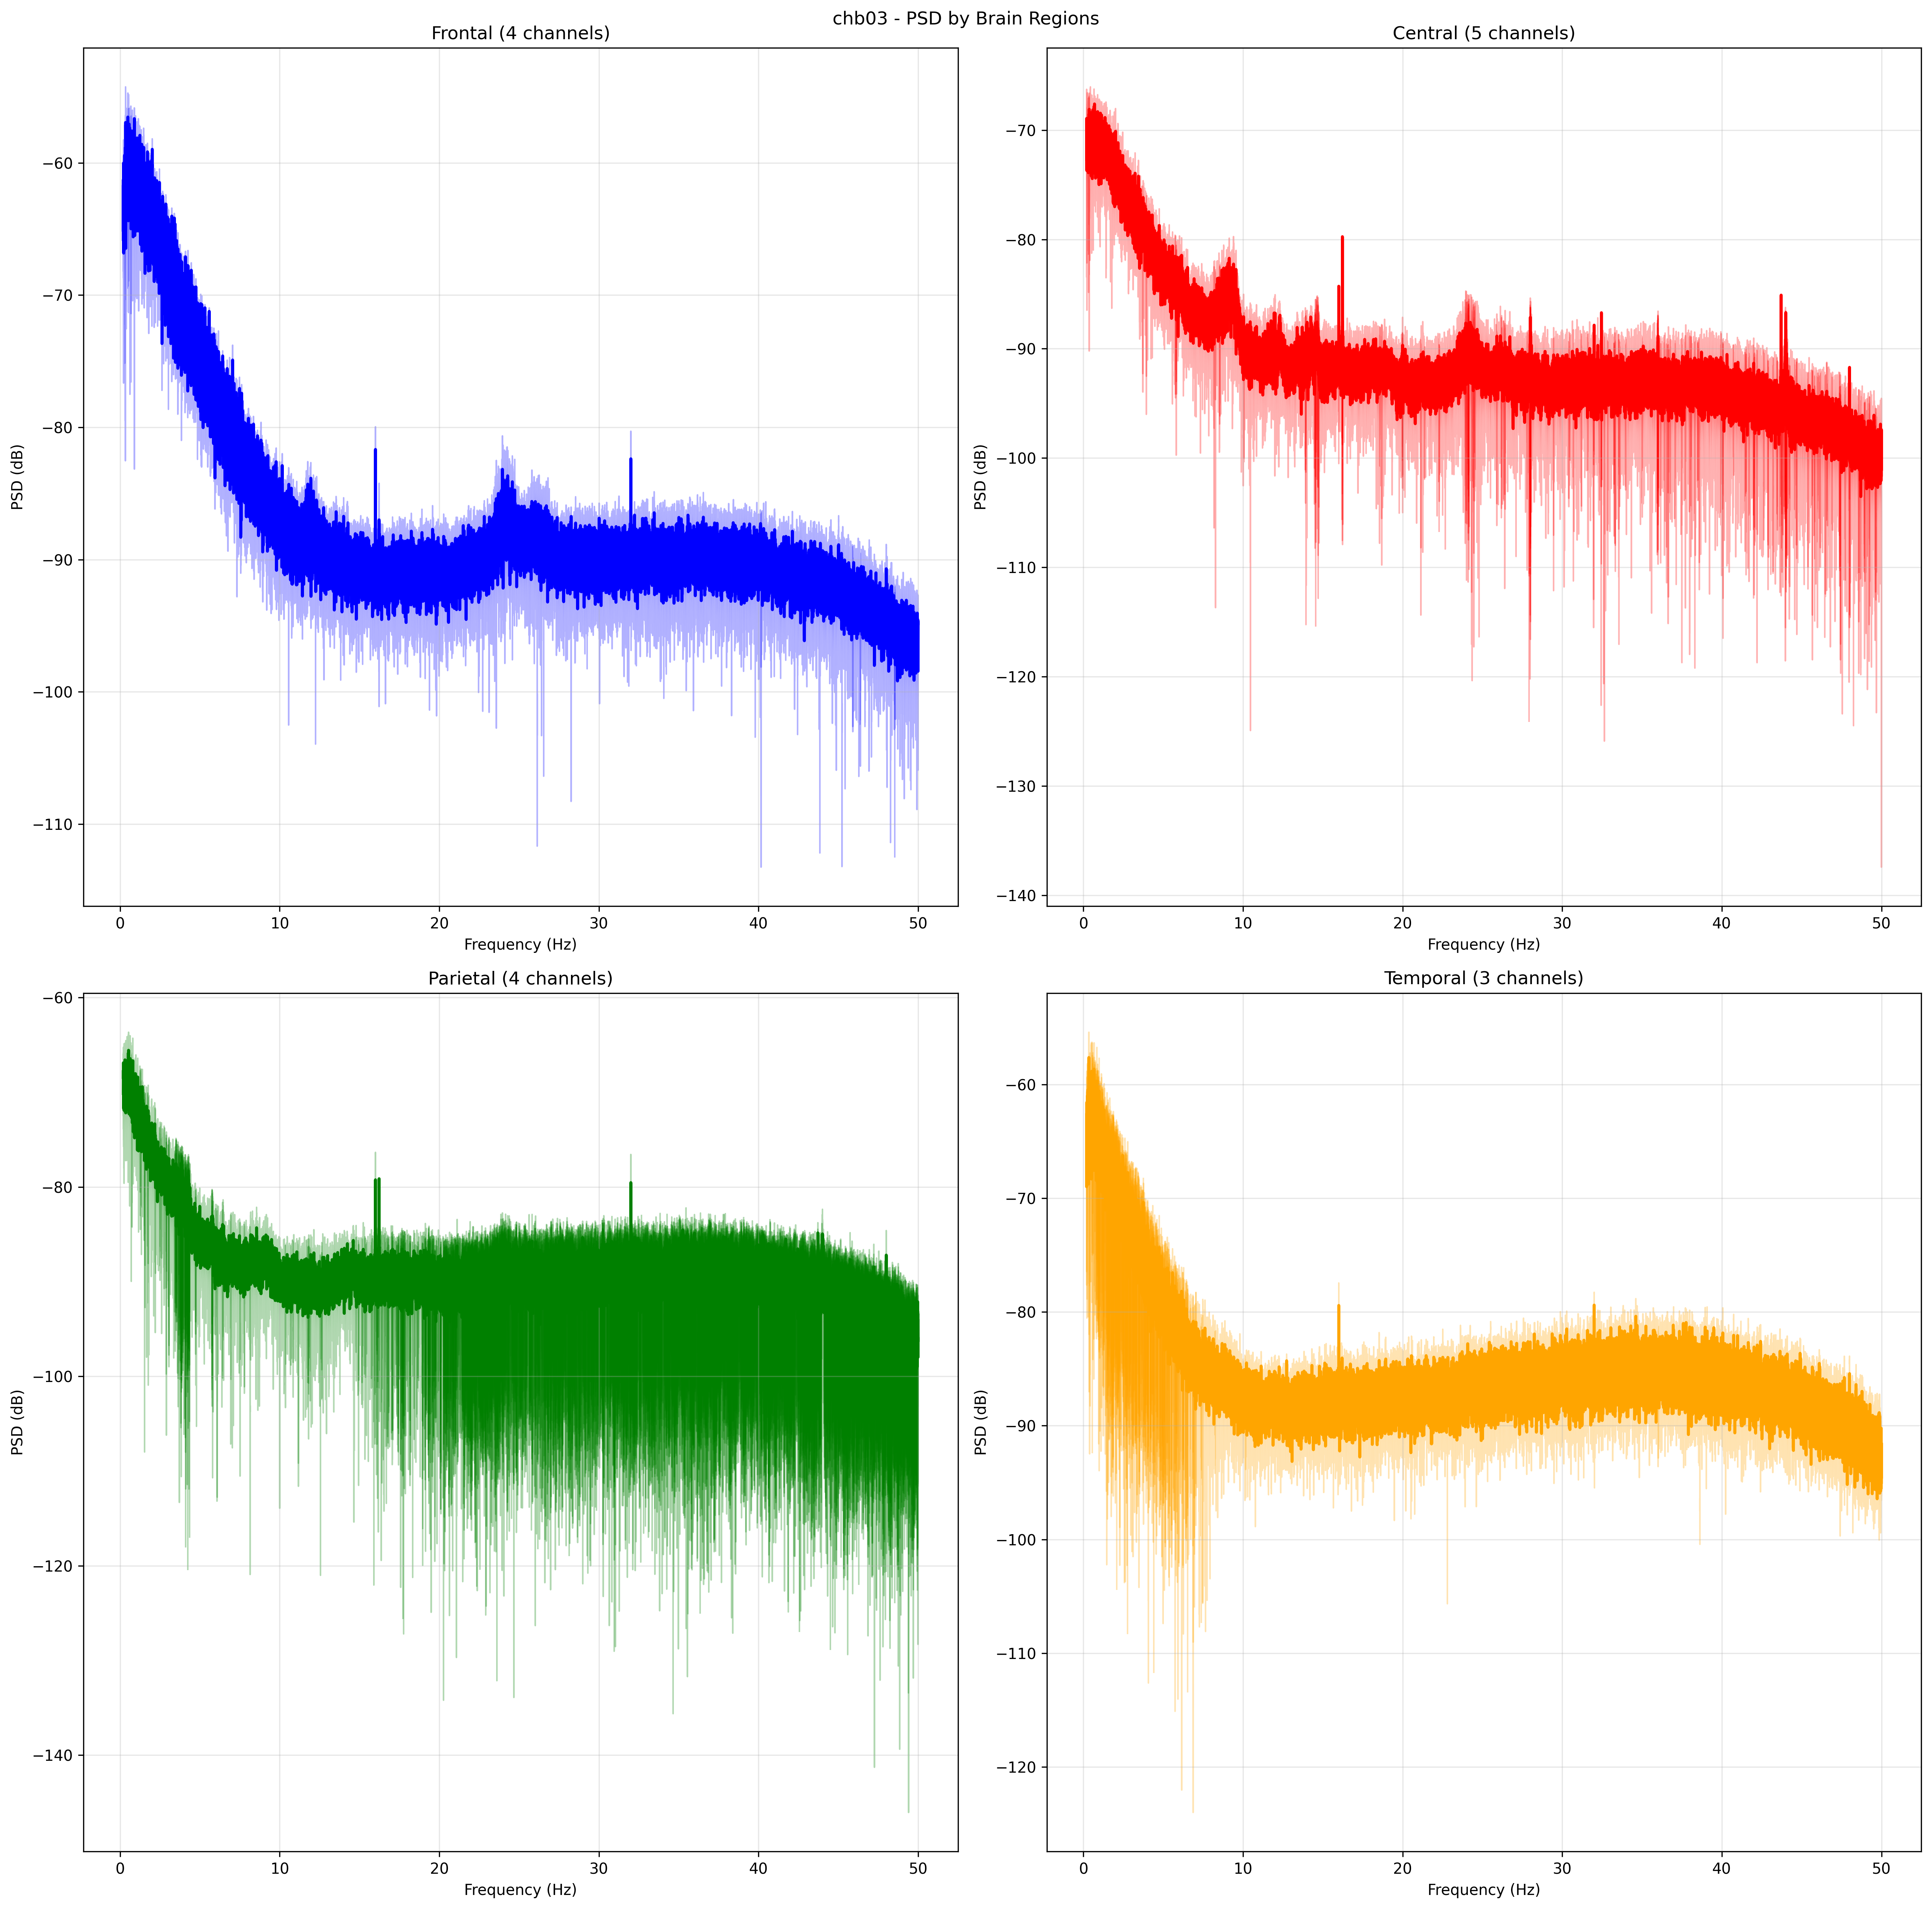 chb03 - PSD by Brain Regions
Frontal (4 channels)
PSD (dB)
−60
−70
−80
−90
−100
−110
0 10 20 30 40 50
Frequency (Hz)
Central (5 channels)
PSD (dB)
−70
−80
−90
−100
−110
−120
−130
−140
0 10 20 30 40 50
Frequency (Hz)
Parietal (4 channels)
PSD (dB)
−60
−80
−100
−120
−140
0 10 20 30 40 50
Frequency (Hz)
Temporal (3 channels)
PSD (dB)
−60
−70
−80
−90
−100
−110
−120
0 10 20 30 40 50
Frequency (Hz)